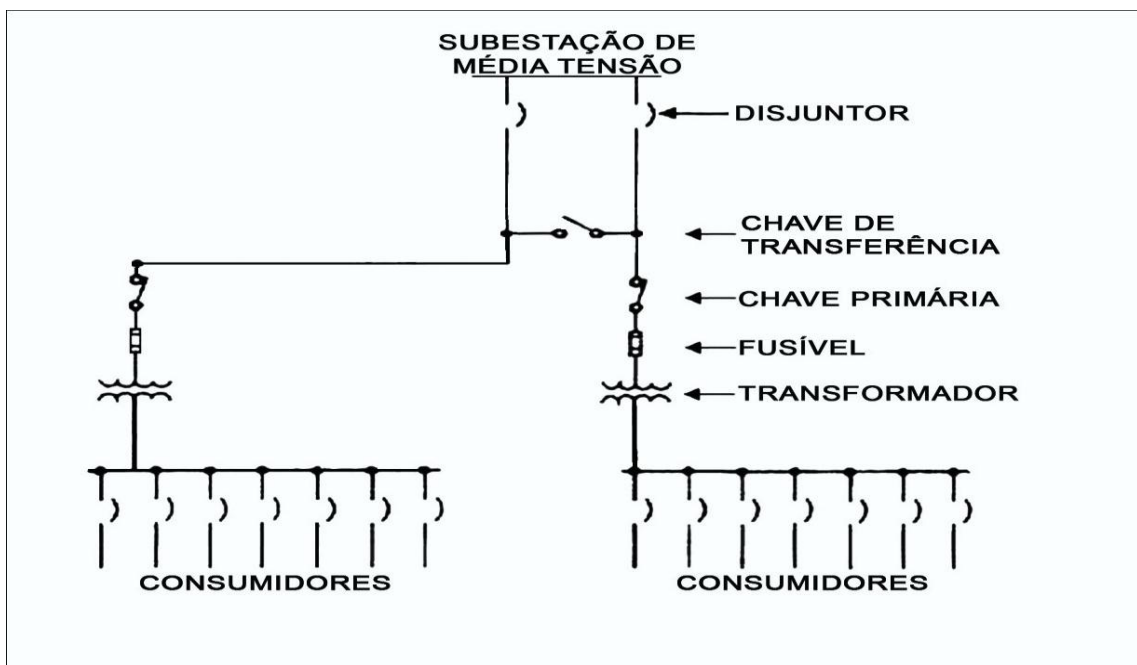 SUBESTAÇÃO DE
MÉDIA TENSÃO
DISJUNTOR
CHAVE DE
TRANSFERÊNCIA
CHAVE PRIMÁRIA
FUSÍVEL
TRANSFORMADOR
CONSUMIDORES
CONSUMIDORES